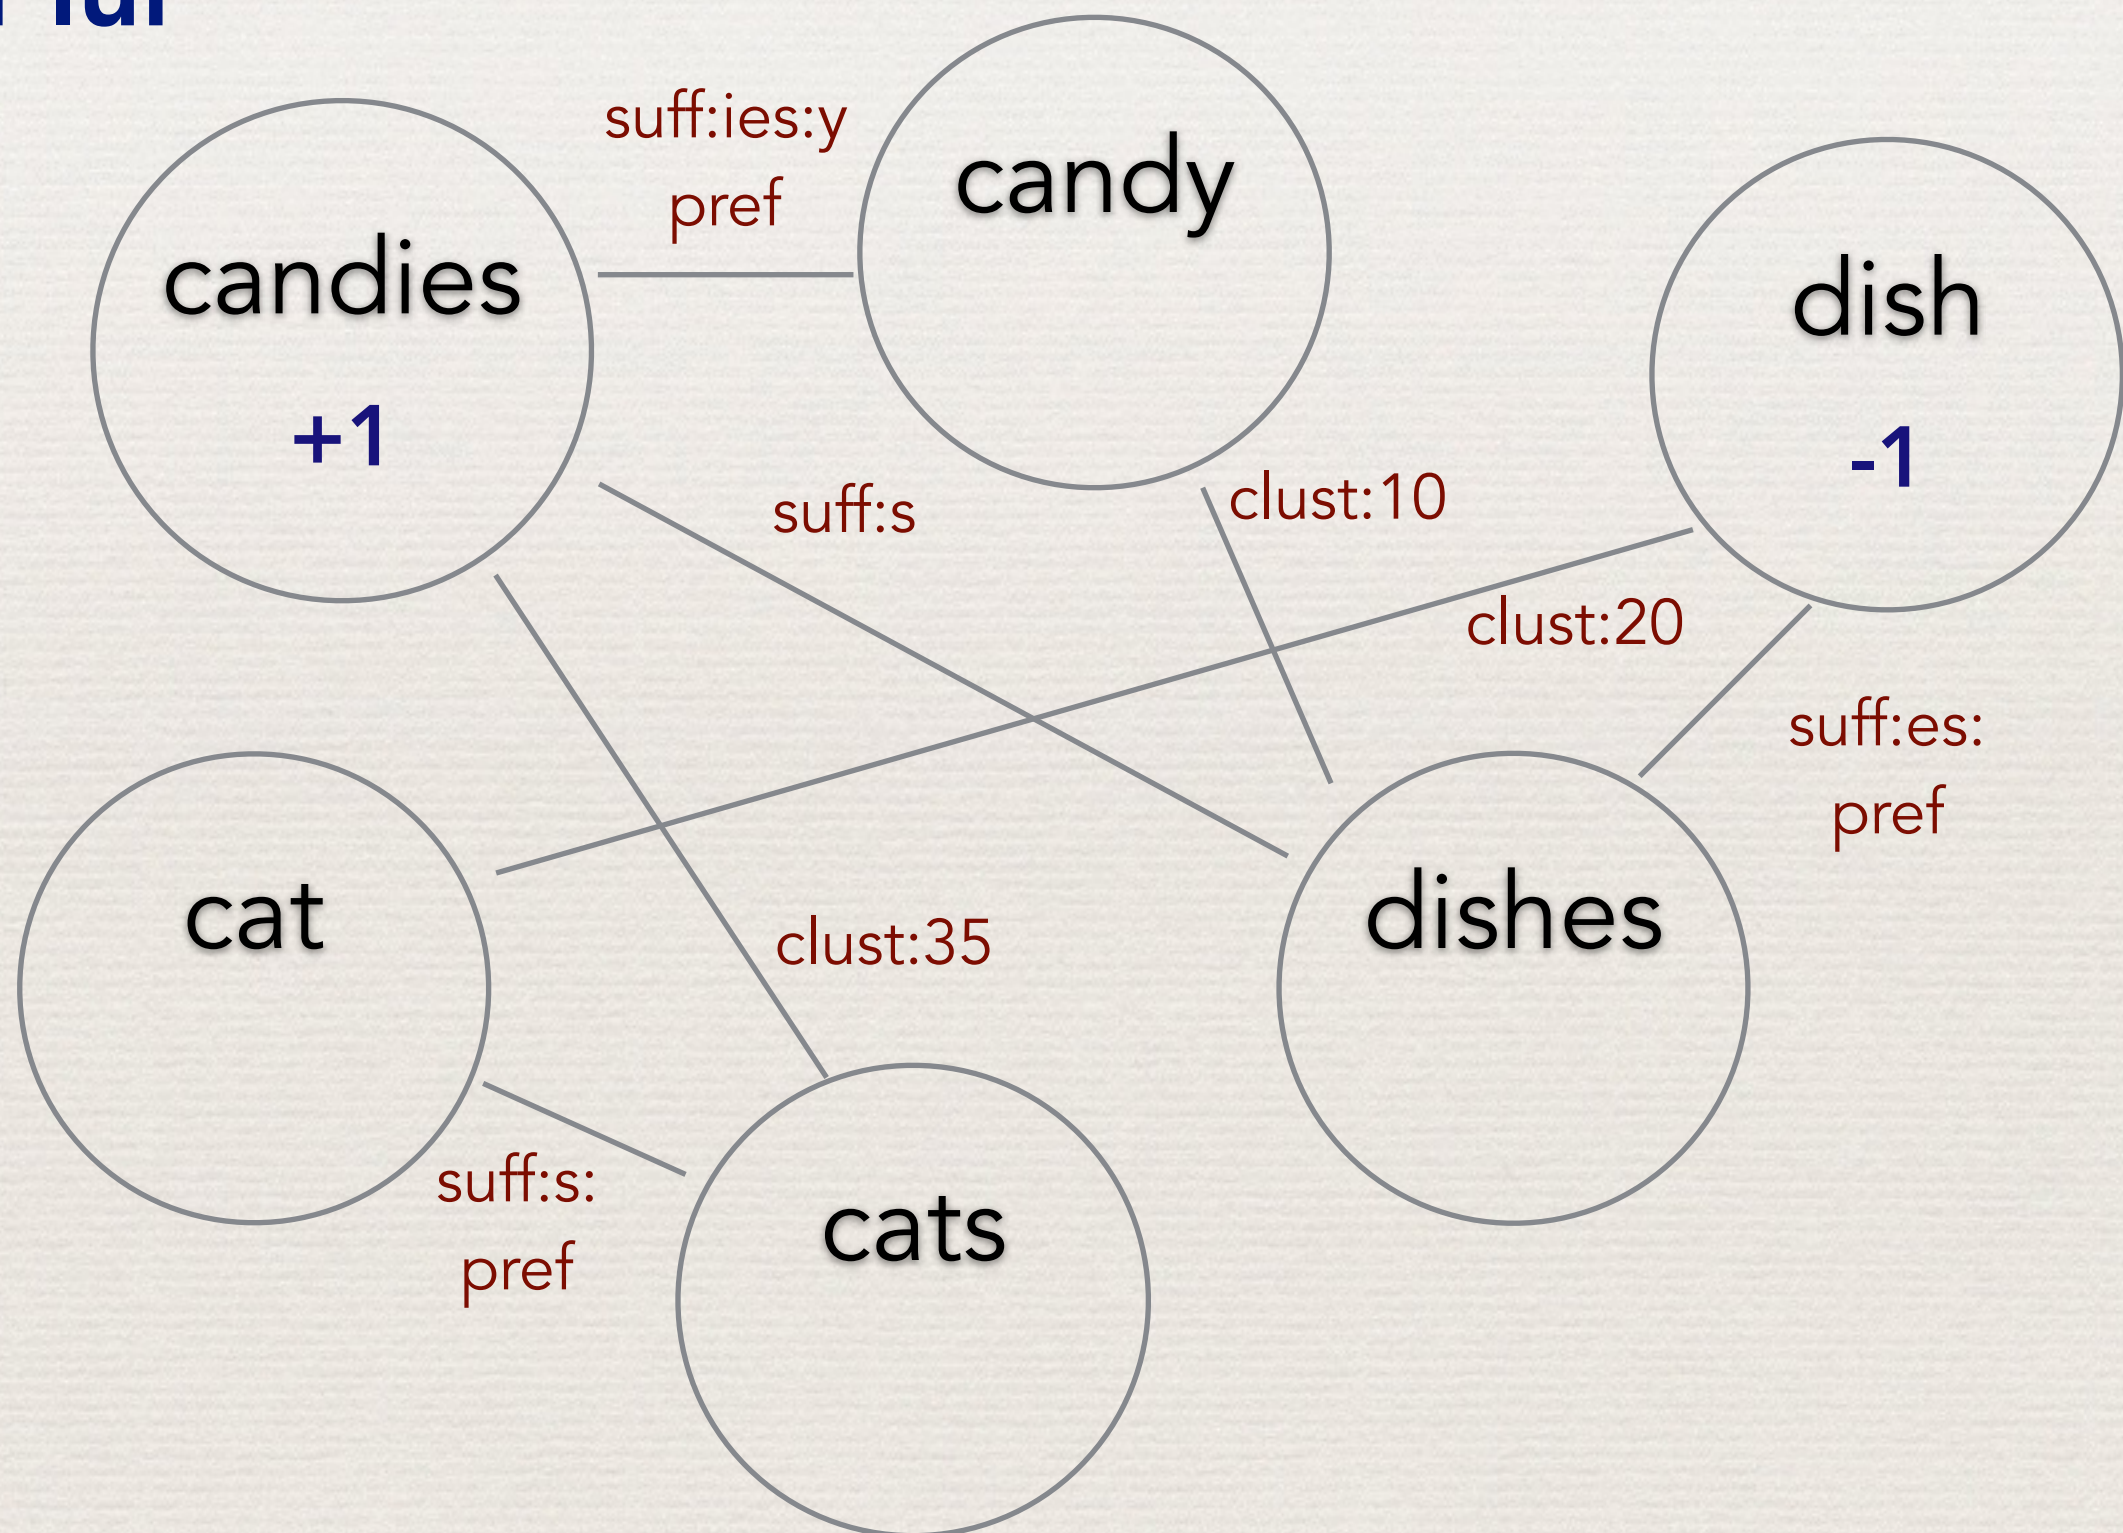 suff:ies:y
pref
candy
candies
+1
dish
-1
suff:s
clust:10
clust:20
suff:es:
pref
cat
dishes
clust:35
suff:s:
pref
cats